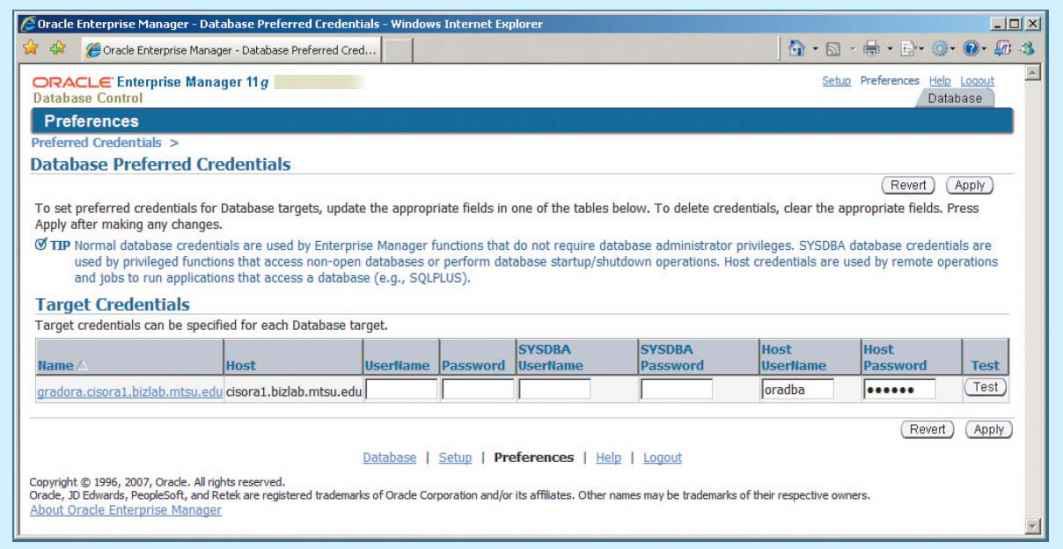 Oracle Enterprise Manager - Database Preferred Credentials - Windows Internet Explorer
Oracle Enterprise Manager - Database Preferred Cred...
ORACLE Enterprise Manager 11 g
Database Control
Setup Preferences Help Logout
Database
Preferences
Preferred Credentials >
Database Preferred Credentials
Revert Apply
To set preferred credentials for Database targets, update the appropriate fields in one of the tables below. To delete credentials, clear the appropriate fields. Press
Apply after making any changes.
TIP Normal database credentials are used by Enterprise Manager functions that do not require database administrator privileges. SYSDBA database credentials are
used by privileged functions that access non-open databases or perform database startup/shutdown operations. Host credentials are used by remote operations
and jobs to run applications that access a database (e.g., SQLPLUS).
Target Credentials
Target credentials can be specified for each Database target.
Name Host UserName Password SYSDBA UserName SYSDBA Password Host UserName Host Password Test
gradora.cisora1.bizlab.mtsu.edu cisora1.bizlab.mtsu.edu oradba •••••• Test
Revert Apply
Database | Setup | Preferences | Help | Logout
Copyright © 1996, 2007, Oracle. All rights reserved.
Oracle, JD Edwards, PeopleSoft, and Retek are registered trademarks of Oracle Corporation and/or its affiliates. Other names may be trademarks of their respective owners.
About Oracle Enterprise Manager